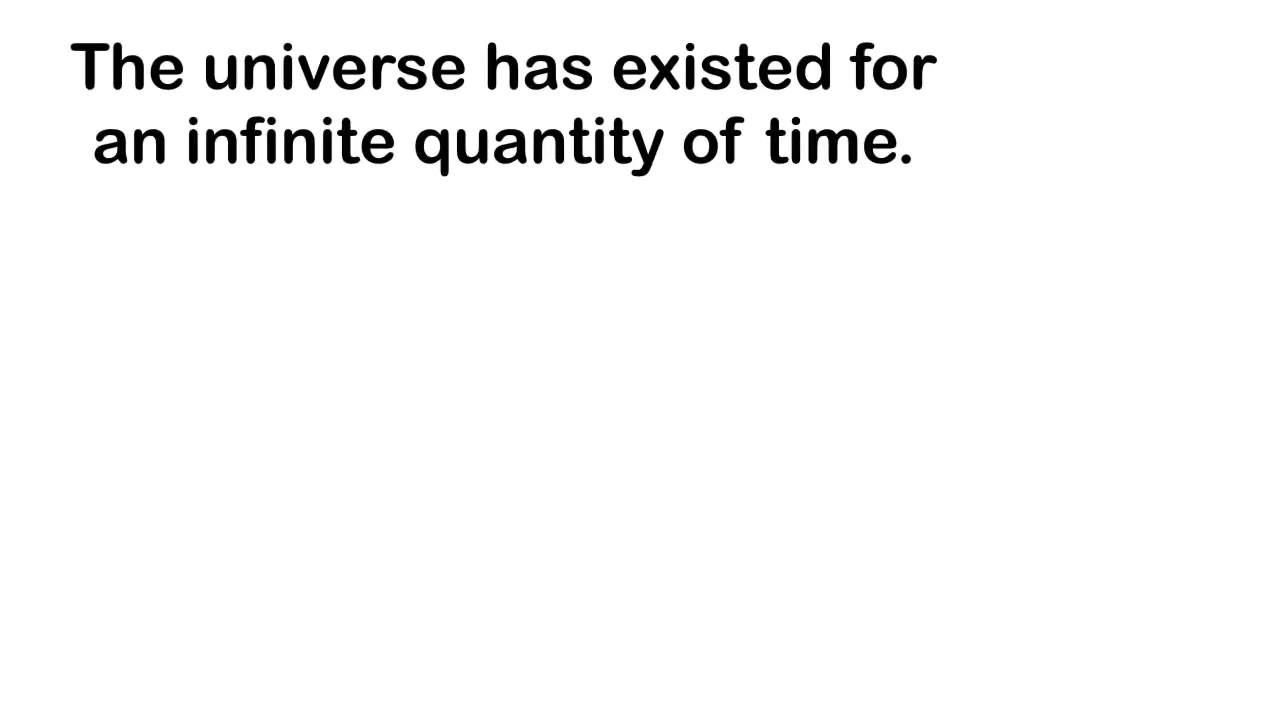 The universe has existed for
an infinite quantity of time.